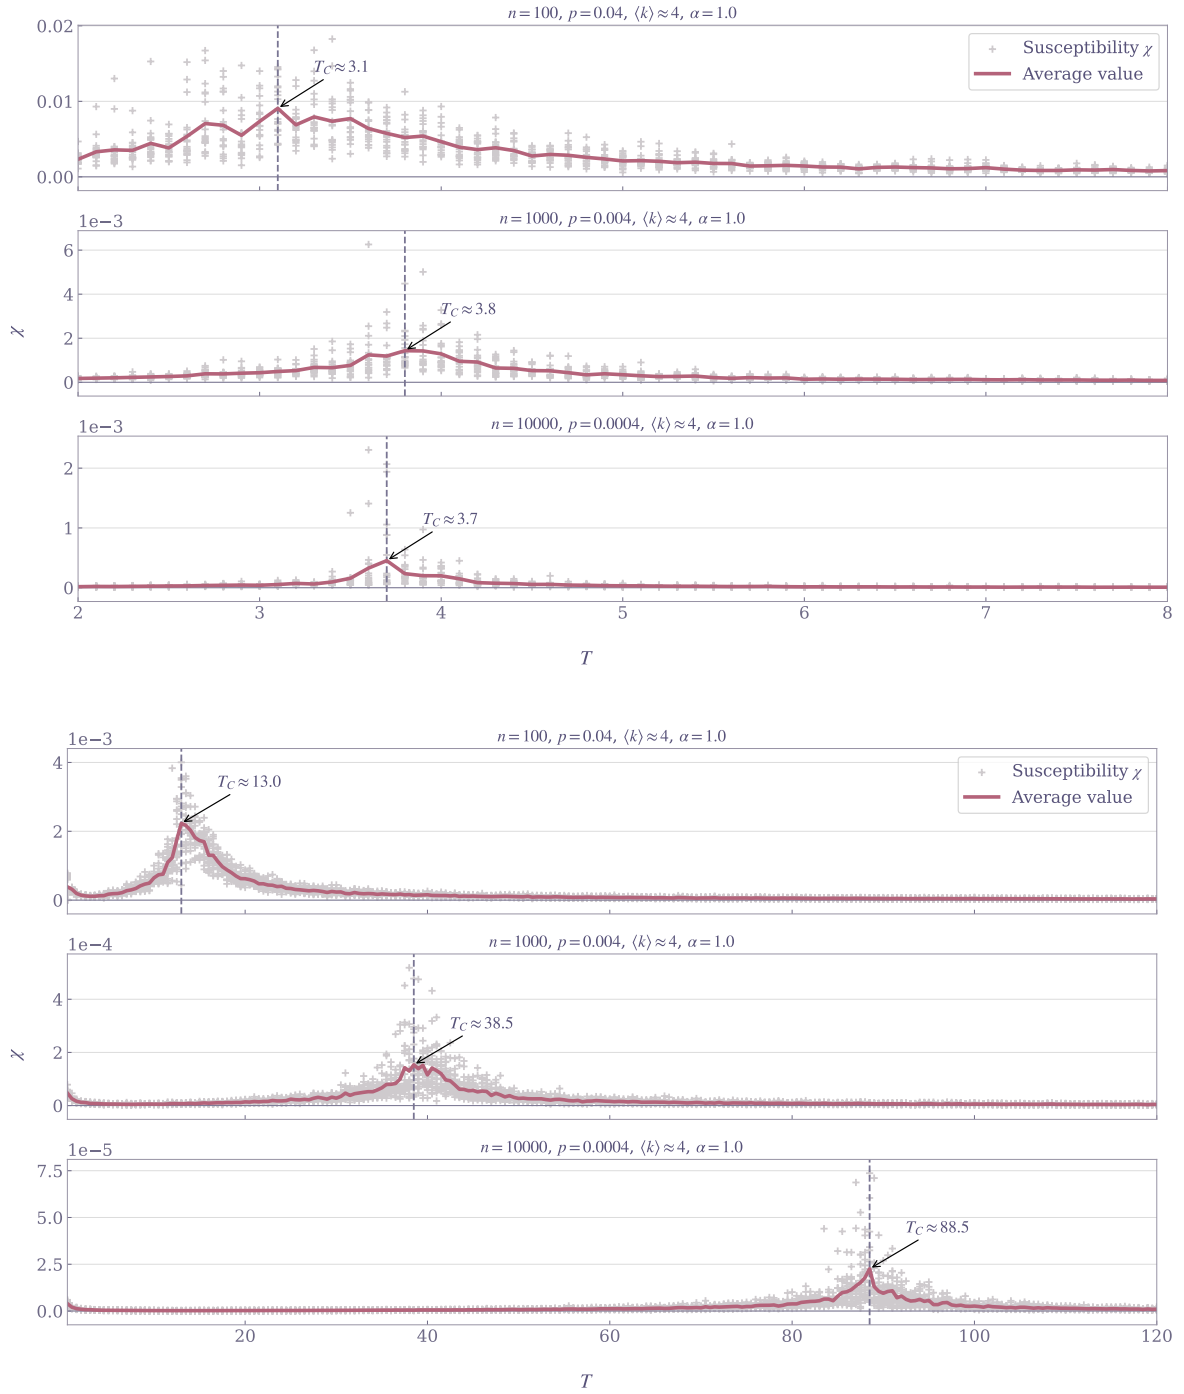 n=100, p=0.04, ⟨k⟩≈4, α=1.0
0.02
0.01
0.00
T_C≈3.1
Susceptibility χ
Average value
1e−3
n=1000, p=0.004, ⟨k⟩≈4, α=1.0
6
4
2
0
T_C≈3.8
χ
1e−3
n=10000, p=0.0004, ⟨k⟩≈4, α=1.0
2
1
0
T_C≈3.7
2 3 4 5 6 7 8
T
1e−3
n=100, p=0.04, ⟨k⟩≈4, α=1.0
4
2
0
T_C≈13.0
Susceptibility χ
Average value
1e−4
n=1000, p=0.004, ⟨k⟩≈4, α=1.0
4
2
0
T_C≈38.5
χ
1e−5
n=10000, p=0.0004, ⟨k⟩≈4, α=1.0
7.5
5.0
2.5
0.0
T_C≈88.5
20 40 60 80 100 120
T